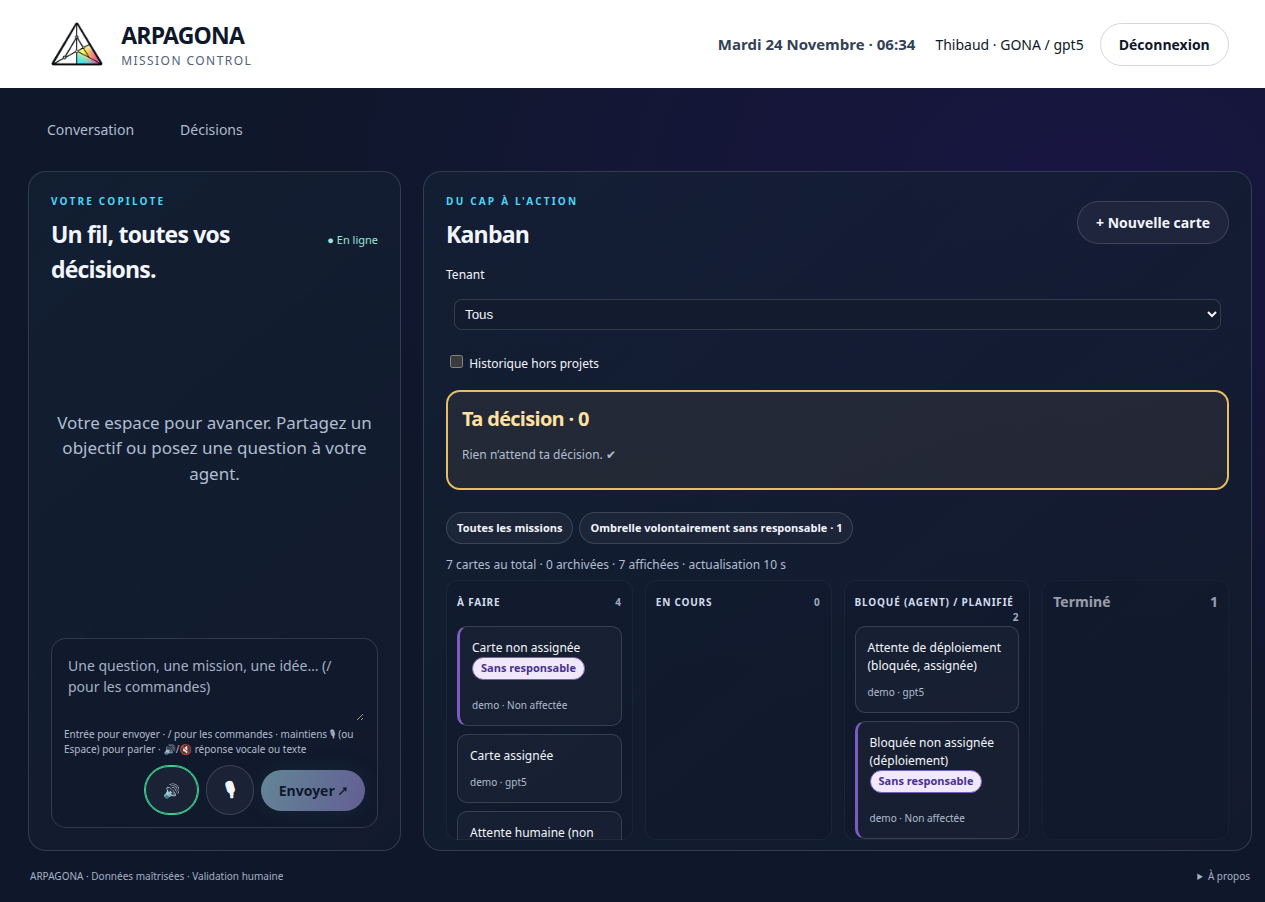 ARPAGONA
MISSION CONTROL
Mardi 24 Novembre · 06:34
Thibaud · GONA / gpt5
Déconnexion
Conversation
Décisions
VOTRE COPILOTE
Un fil, toutes vos
décisions.
● En ligne
Votre espace pour avancer. Partagez un
objectif ou posez une question à votre
agent.
Une question, une mission, une idée... (/
pour les commandes)
Entrée pour envoyer · / pour les commandes · maintiens 🎙 (ou
Espace) pour parler · 🔊/🔇 réponse vocale ou texte
Envoyer ↗
DU CAP À L'ACTION
Kanban
+ Nouvelle carte
Tenant
Tous
Historique hors projets
Ta décision · 0
Rien n’attend ta décision. ✔
Toutes les missions
Ombrelle volontairement sans responsable · 1
7 cartes au total · 0 archivées · 7 affichées · actualisation 10 s
À FAIRE
4
Carte non assignée
Sans responsable
demo · Non affectée
Carte assignée
demo · gpt5
Attente humaine (non
EN COURS
0
BLOQUÉ (AGENT) / PLANIFIÉ
2
Attente de déploiement
(bloquée, assignée)
demo · gpt5
Bloquée non assignée
(déploiement)
Sans responsable
demo · Non affectée
Terminé
1
ARPAGONA · Données maîtrisées · Validation humaine
▶ À propos